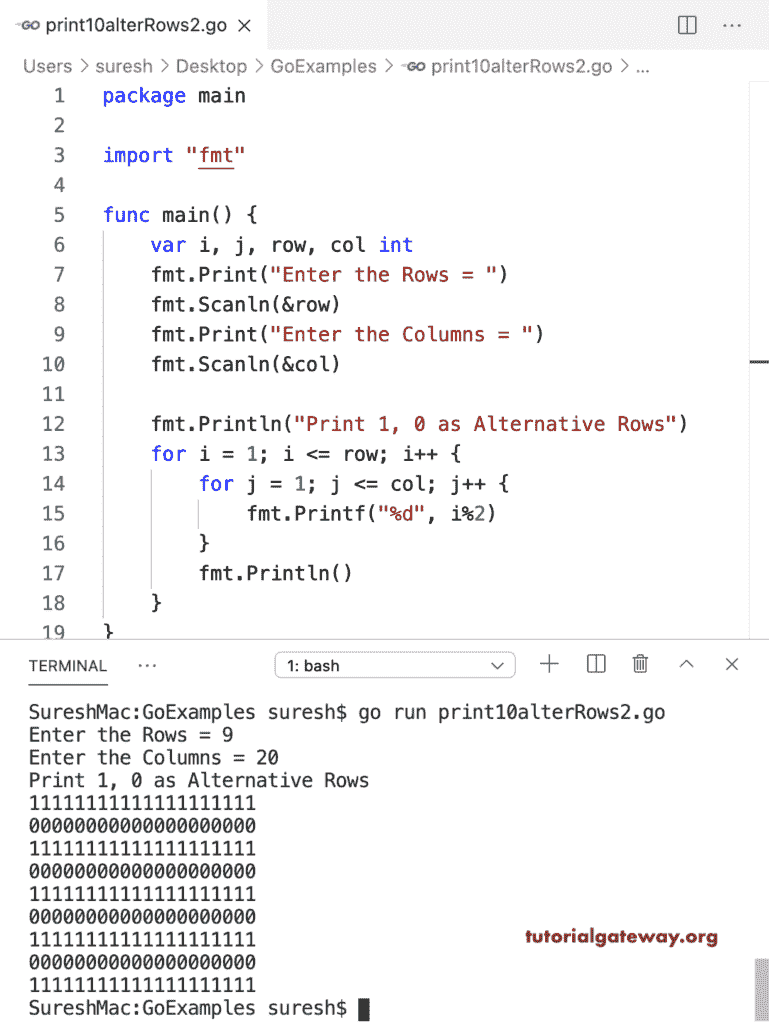 GO print10alterRows2.go × ...
Users > suresh > Desktop > GoExamples > GO print10alterRows2.go > ...
1 package main
2
3 import "fmt"
4
5 func main() {
6     var i, j, row, col int
7     fmt.Print("Enter the Rows = ")
8     fmt.Scanln(&row)
9     fmt.Print("Enter the Columns = ")
10     fmt.Scanln(&col)
11
12     fmt.Println("Print 1, 0 as Alternative Rows")
13     for i = 1; i <= row; i++ {
14         for j = 1; j <= col; j++ {
15             fmt.Printf("%d", i%2)
16         }
17         fmt.Println()
18     }
19 }
TERMINAL ... 1: bash
SureshMac:GoExamples suresh$ go run print10alterRows2.go
Enter the Rows = 9
Enter the Columns = 20
Print 1, 0 as Alternative Rows
11111111111111111111
00000000000000000000
11111111111111111111
00000000000000000000
11111111111111111111
00000000000000000000
11111111111111111111
00000000000000000000
11111111111111111111
SureshMac:GoExamples suresh$
tutorialgateway.org